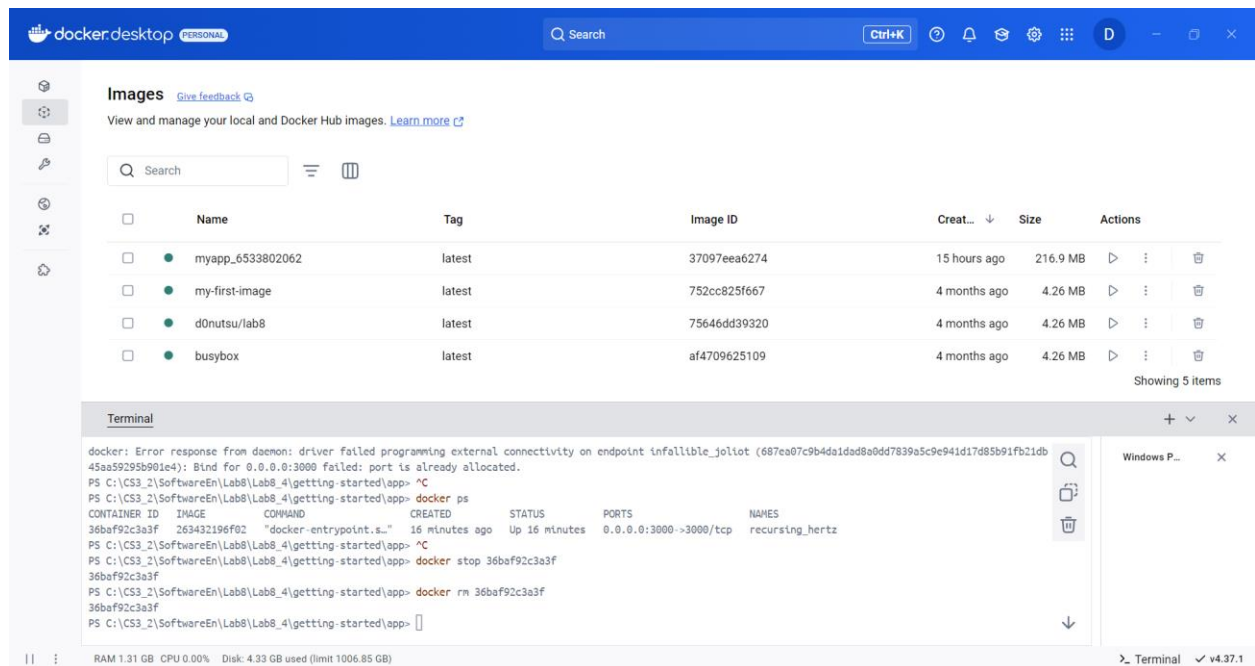 docker.desktop PERSONAL
Search
Ctrl+K
D
Images Give feedback
View and manage your local and Docker Hub images. Learn more
Search
Name Tag Image ID Creat... Size Actions
myapp_6533802062 latest 37097eea6274 15 hours ago 216.9 MB
my-first-image latest 752cc825f667 4 months ago 4.26 MB
d0nutsu/lab8 latest 75646dd39320 4 months ago 4.26 MB
busybox latest af4709625109 4 months ago 4.26 MB
Showing 5 items
Terminal
Windows P...
docker: Error response from daemon: driver failed programming external connectivity on endpoint infallible_joliot (687ea07c9b4da1dad8a0dd7839a5c9e941d17d85b91fb21db
45aa59295b901e4): Bind for 0.0.0.0:3000 failed: port is already allocated.
PS C:\CS3_2\SoftwareEn\Lab8\Lab8_4\getting-started\app> ^C
PS C:\CS3_2\SoftwareEn\Lab8\Lab8_4\getting-started\app> docker ps
CONTAINER ID IMAGE COMMAND CREATED STATUS PORTS NAMES
36baf92c3a3f 263432196f02 "docker-entrypoint.s…" 16 minutes ago Up 16 minutes 0.0.0.0:3000->3000/tcp recursing_hertz
PS C:\CS3_2\SoftwareEn\Lab8\Lab8_4\getting-started\app> ^C
PS C:\CS3_2\SoftwareEn\Lab8\Lab8_4\getting-started\app> docker stop 36baf92c3a3f
36baf92c3a3f
PS C:\CS3_2\SoftwareEn\Lab8\Lab8_4\getting-started\app> docker rm 36baf92c3a3f
36baf92c3a3f
PS C:\CS3_2\SoftwareEn\Lab8\Lab8_4\getting-started\app>
RAM 1.31 GB CPU 0.00% Disk: 4.33 GB used (limit 1006.85 GB)
Terminal v4.37.1